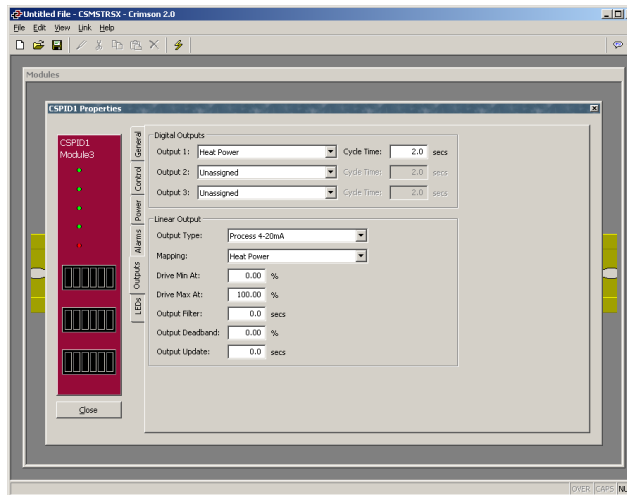 Untitled File - CSMSTRSX - Crimson 2.0
File Edit View Link Help
Modules
CSPID1 Properties
CSPID1
Module3
General
Control
Power
Alarms
Outputs
LEDs
Digital Outputs
Output 1: Heat Power Cycle Time: 2.0 secs
Output 2: Unassigned Cycle Time: 2.0 secs
Output 3: Unassigned Cycle Time: 2.0 secs
Linear Output
Output Type: Process 4-20mA
Mapping: Heat Power
Drive Min At: 0.00 %
Drive Max At: 100.00 %
Output Filter: 0.0 secs
Output Deadband: 0.00 %
Output Update: 0.0 secs
Close
OVER CAPS NU